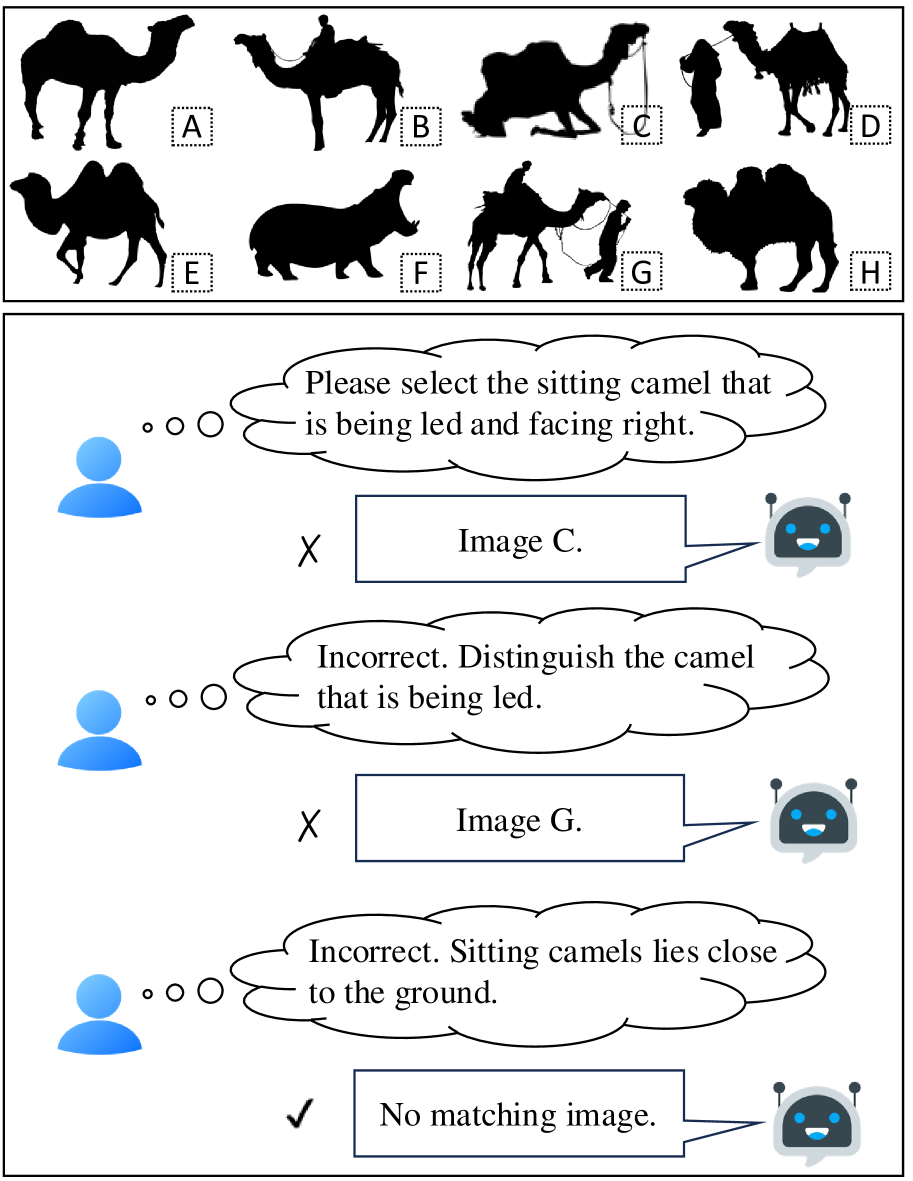 A
B
C
D
E
F
G
H
Please select the sitting camel that
is being led and facing right.
✗
Image C.
Incorrect. Distinguish the camel
that is being led.
✗
Image G.
Incorrect. Sitting camels lies close
to the ground.
✓
No matching image.